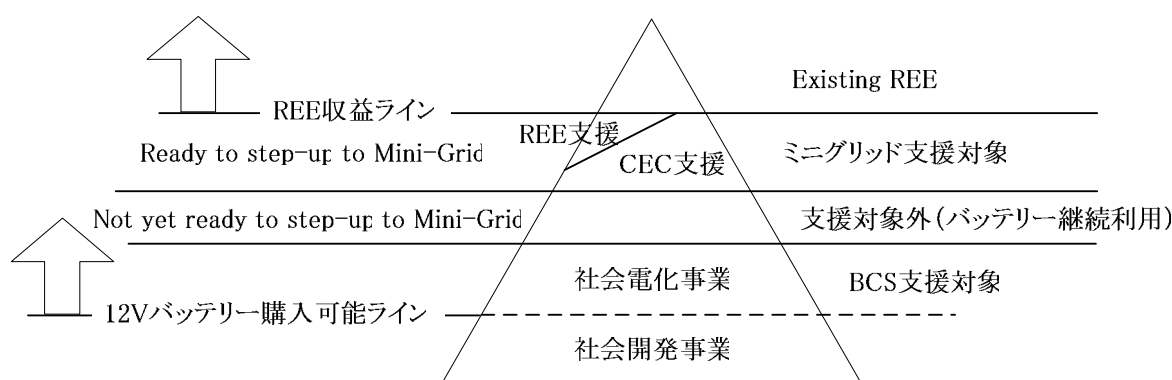 Existing REE
REE収益ライン
REE支援
Ready to step-up to Mini-Grid
CEC支援
ミニグリッド支援対象
Not yet ready to step-up to Mini-Grid
支援対象外(バッテリー継続利用)
社会電化事業
BCS支援対象
12Vバッテリー購入可能ライン
社会開発事業